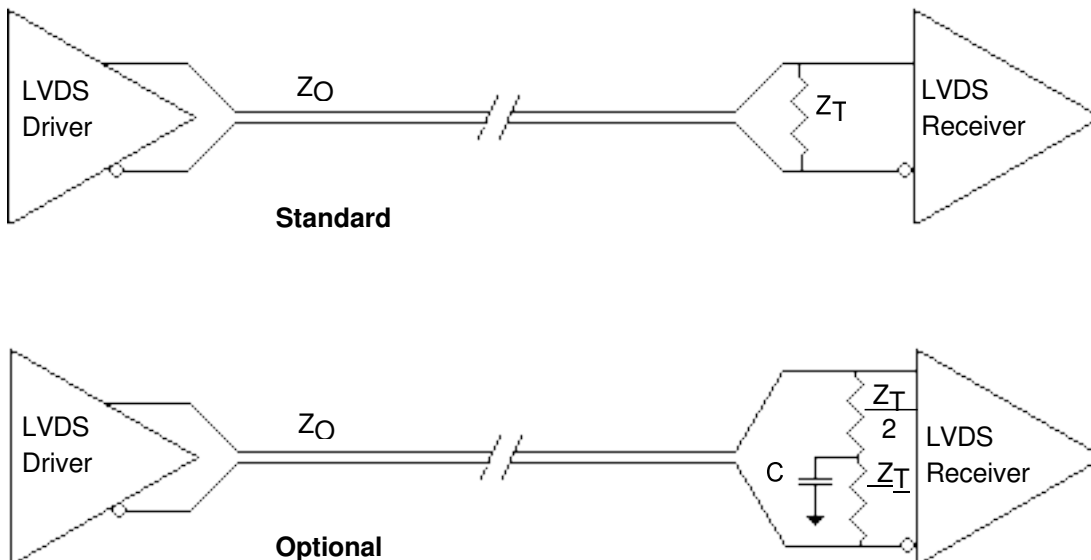 LVDS
Driver
ZO
ZT
LVDS
Receiver
Standard
LVDS
Driver
ZO
C
ZT
2
ZT
LVDS
Receiver
Optional